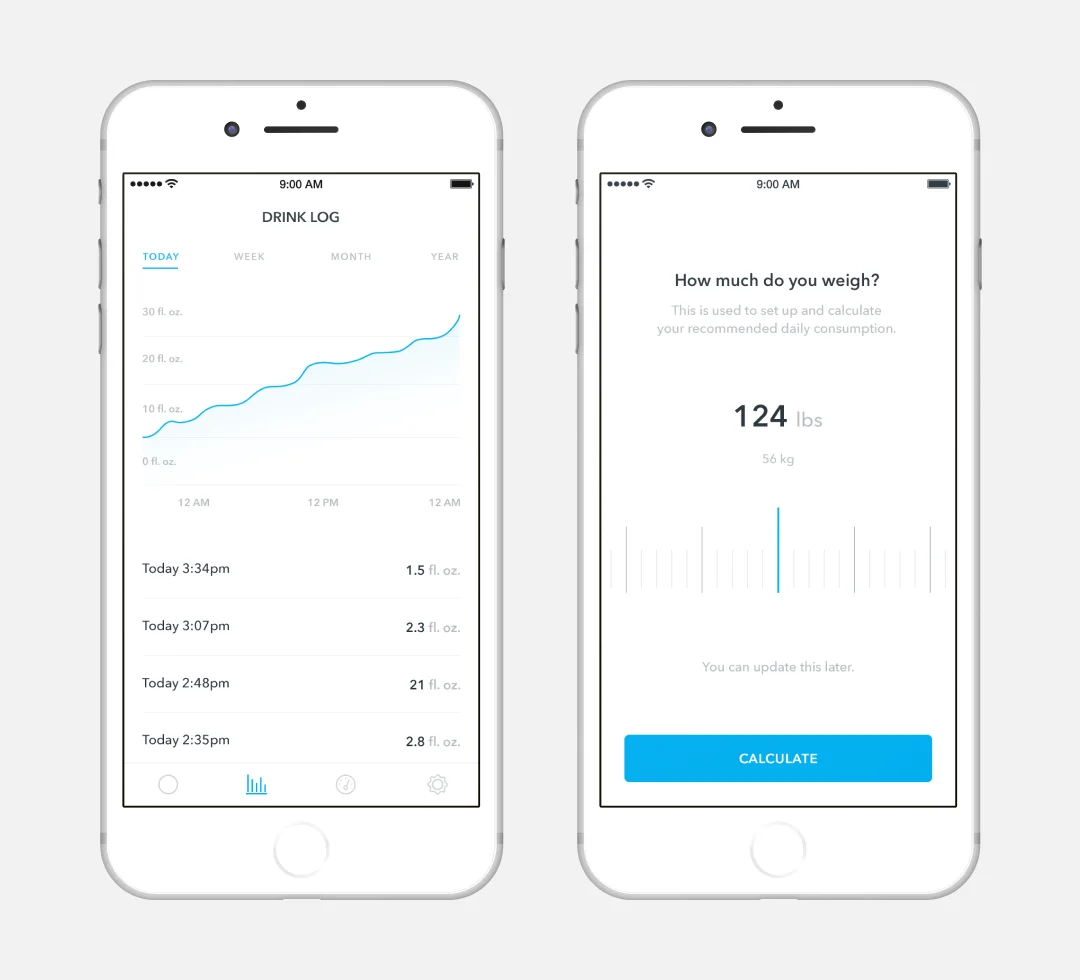 9:00 AM
DRINK LOG
TODAY WEEK MONTH YEAR
30 fl. oz.
20 fl. oz.
10 fl. oz.
0 fl. oz.
12 AM 12 PM 12 AM
Today 3:34pm 1.5 fl. oz.
Today 3:07pm 2.3 fl. oz.
Today 2:48pm 21 fl. oz.
Today 2:35pm 2.8 fl. oz.
9:00 AM
How much do you weigh?
This is used to set up and calculate
your recommended daily consumption.
124 lbs
56 kg
You can update this later.
CALCULATE